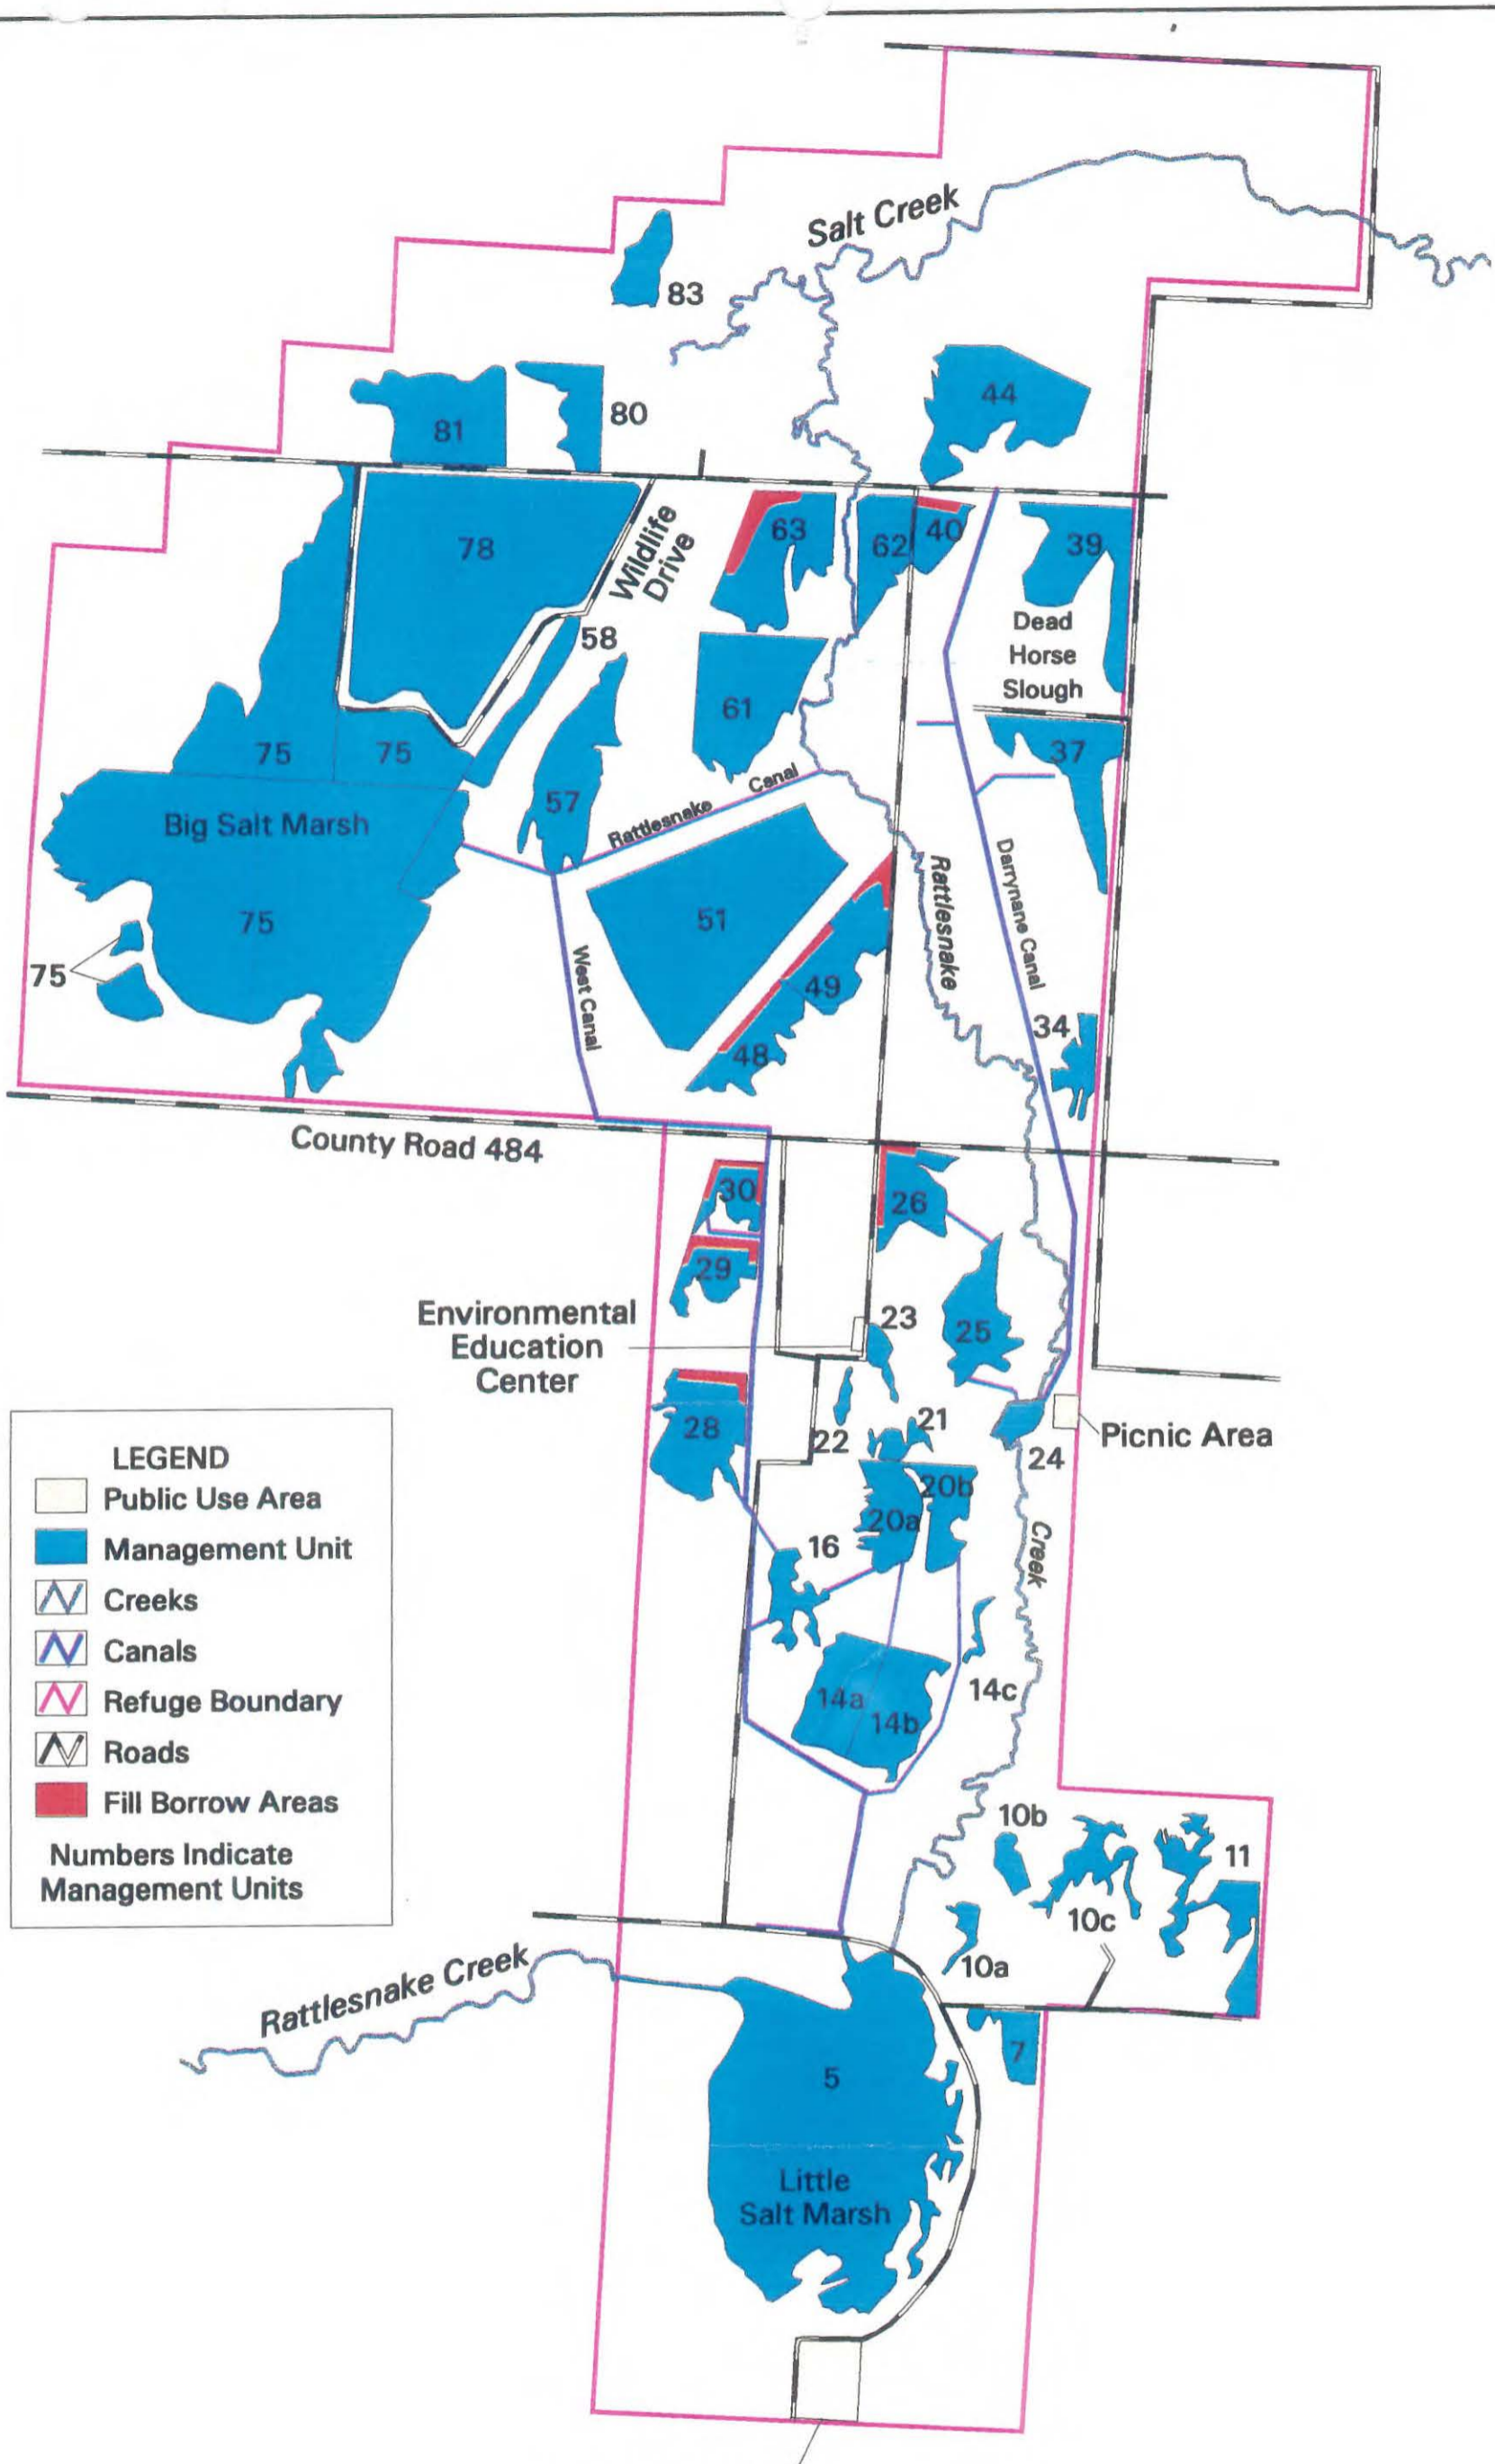 Salt Creek
83
44
80
81
Wildlife
Drive
78
63
62
40
39
58
Dead
Horse
Slough
61
37
75
75
57
Rattlesnake Canal
Big Salt Marsh
Rattlesnake
Darrynane Canal
75
51
75
West Canal
49
34
48
County Road 484
30
26
29
Environmental
Education
Center
23
25
28
22
21
24
Picnic Area
20b
20a
16
Creek
14a
14b
14c
LEGEND
Public Use Area
Management Unit
Creeks
Canals
Refuge Boundary
Roads
Fill Borrow Areas
Numbers Indicate
Management Units
10b
11
10c
10a
Rattlesnake Creek
7
5
Little
Salt Marsh